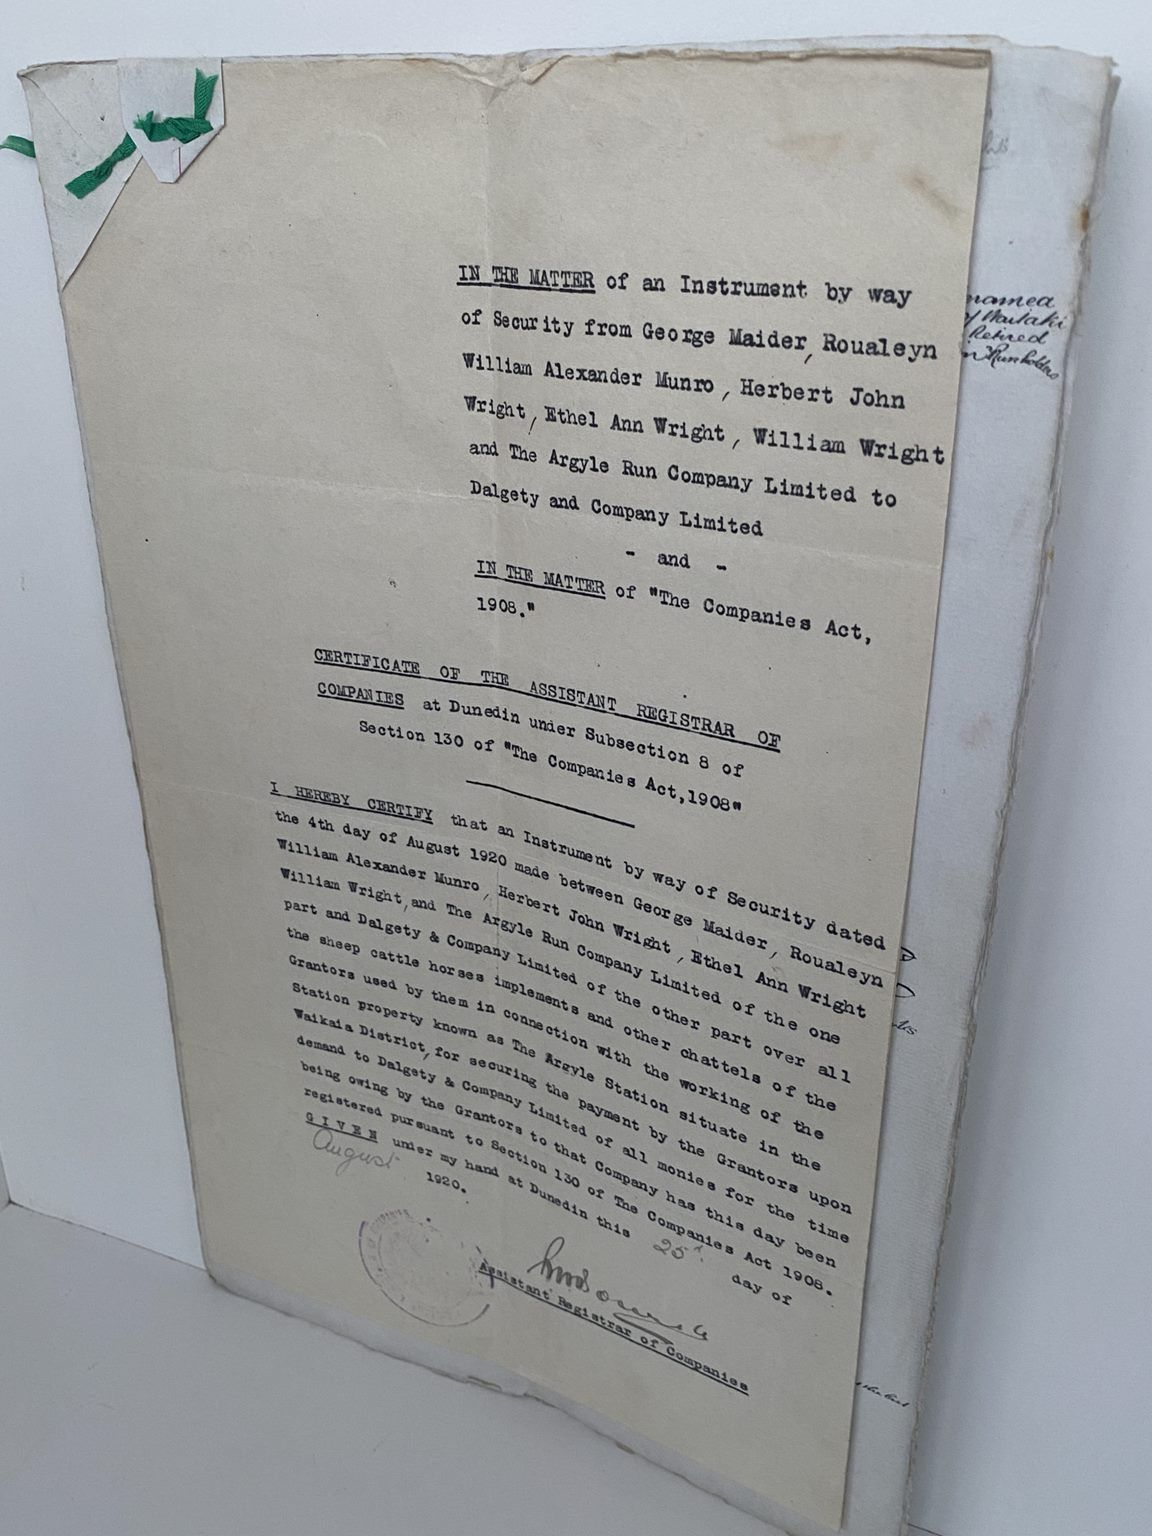 IN THE MATTER of an Instrument by way
of Security from George Maider, Roualeyn
William Alexander Munro, Herbert John
Wright, Ethel Ann Wright, William Wright
and The Argyle Run Company Limited to
Dalgety and Company Limited
- and -
IN THE MATTER of "The Companies Act,
1908."
CERTIFICATE OF THE ASSISTANT REGISTRAR OF
COMPANIES at Dunedin under Subsection 8 of
Section 130 of "The Companies Act,1908"
I HEREBY CERTIFY that an Instrument by way of Security dated
the 4th day of August 1920 made between George Maider, Roualeyn
William Alexander Munro, Herbert John Wright, Ethel Ann Wright
William Wright,and The Argyle Run Company Limited of the one
part and Dalgety & Company Limited of the other part over all
the sheep cattle horses implements and other chattels of the
Grantors used by them in connection with the working of the
Station property known as The Argyle Station situate in the
Waikaia District, for securing the payment by the Grantors upon
demand to Dalgety & Company Limited of all monies for the time
being owing by the Grantors to that Company has this day been
registered pursuant to Section 130 of The Companies Act 1908.
GIVEN under my hand at Dunedin this 25th day of
August 1920.
Assistant Registrar of Companies
named
Waitaki
Retired